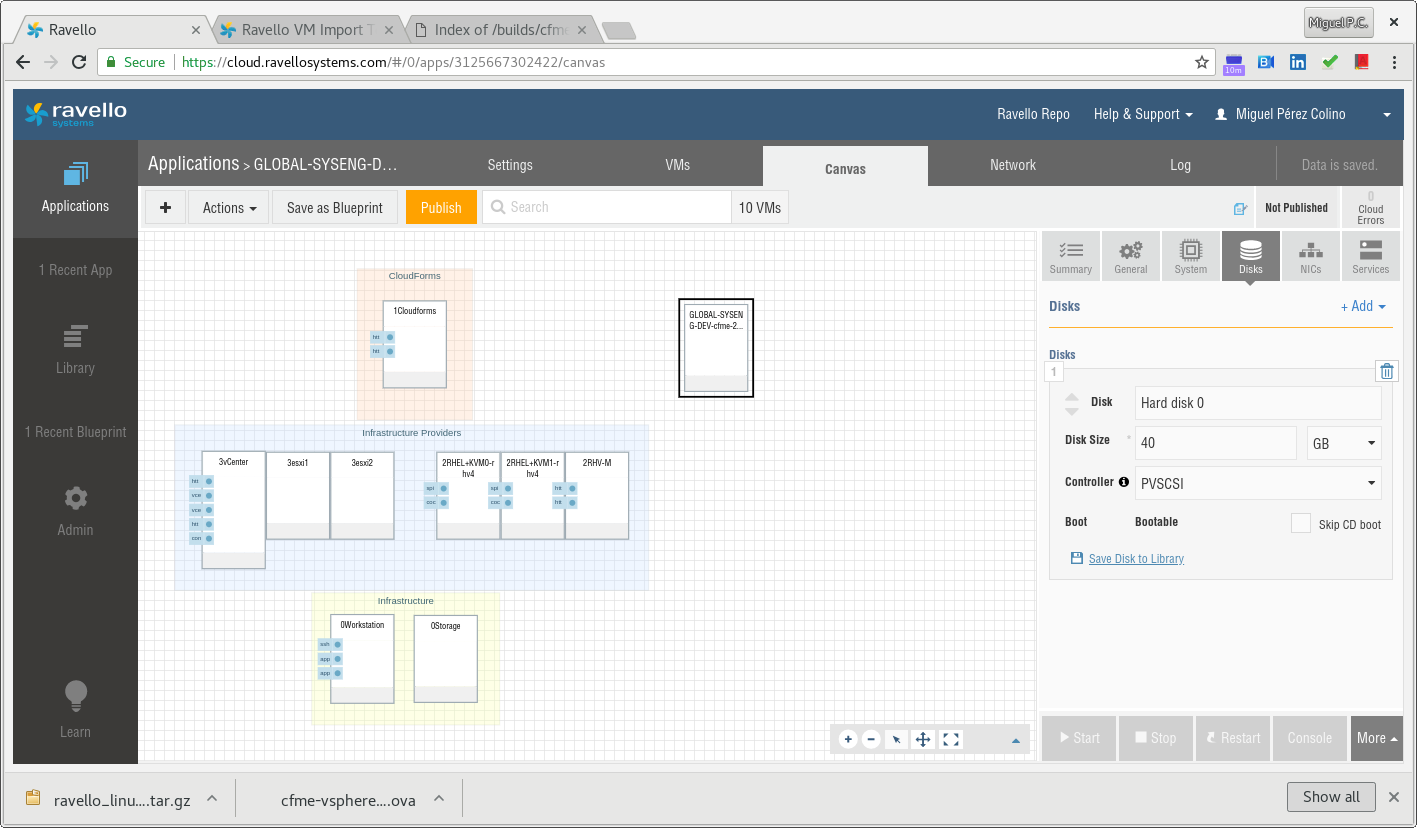 Ravello
Ravello VM Import T
Index of /builds/cfme
Miguel P.C.
Secure
https://cloud.ravellosystems.com/#/0/apps/3125667302422/canvas
10m
ravello
systems
Ravello Repo
Help & Support
Miguel Pérez Colino
Applications
1 Recent App
Library
1 Recent Blueprint
Admin
Learn
Applications > GLOBAL-SYSENG-D...
Settings
VMs
Canvas
Network
Log
Data is saved.
+
Actions
Save as Blueprint
Publish
Search
10 VMs
Not Published
0
Cloud
Errors
CloudForms
1Cloudforms
htt
htt
GLOBAL-SYSEN
G-DEV-cfme-2...
Infrastructure Providers
3vCenter
htt
vce
vce
htt
con
3esxi1
3esxi2
2RHEL+KVM0-r
hv4
spi
coc
2RHEL+KVM1-r
hv4
spi
coc
2RHV-M
htt
htt
Infrastructure
0Workstation
ssh
app
app
0Storage
Summary
General
System
Disks
NICs
Services
Disks
+ Add
Disks
1
Disk
Hard disk 0
Disk Size *
40
GB
Controller
PVSCSI
Boot
Bootable
Skip CD boot
Save Disk to Library
Start
Stop
Restart
Console
More
ravello_linu....tar.gz
cfme-vsphere....ova
Show all